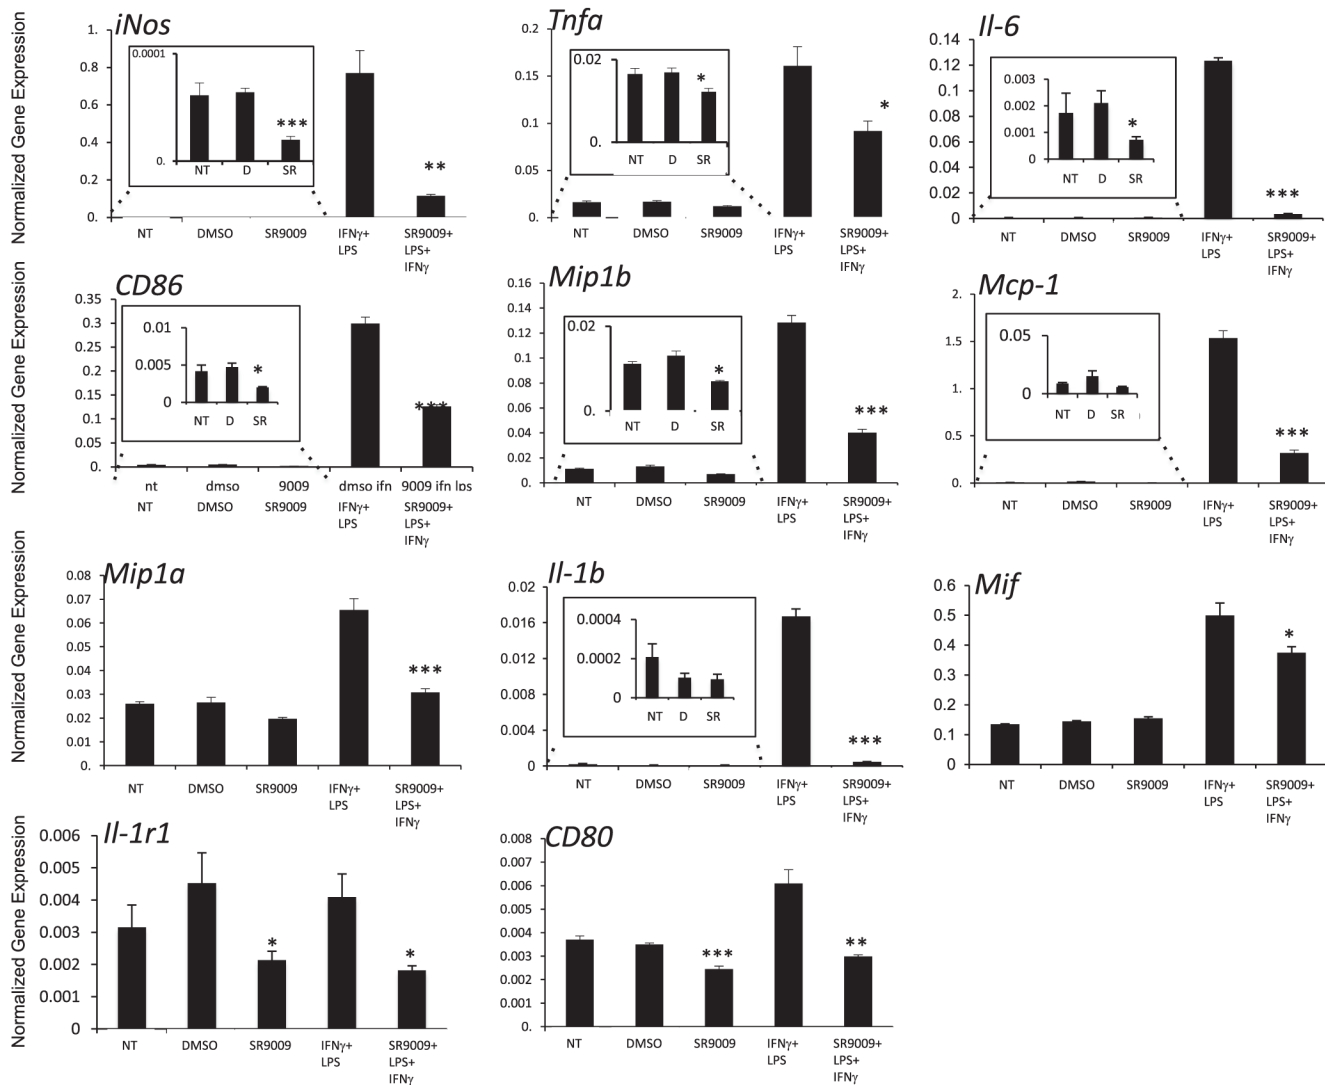 Normalized Gene Expression
iNos
1.
0.8
0.6
0.4
0.2
0.
0.0001
0.
***
NT D SR
**
NT DMSO SR9009 IFNγ+ SR9009+
LPS LPS+
IFNγ
Tnfa
0.2
0.15
0.1
0.05
0.
0.02
0.
*
NT D SR
*
NT DMSO SR9009 IFNγ+ SR9009+
LPS LPS+
IFNγ
Il-6
0.14
0.12
0.10
0.08
0.06
0.04
0.02
0
0.003
0.002
0.001
0
*
NT D SR
***
NT DMSO SR9009 IFNγ+ SR9009+
LPS LPS+
IFNγ
Normalized Gene Expression
CD86
0.35
0.3
0.25
0.2
0.15
0.1
0.05
0.
0.01
0.005
0
*
NT D SR
***
nt dmso 9009 dmso ifn 9009 ifn lps
NT DMSO SR9009 IFNγ+ SR9009+
LPS LPS+
IFNγ
Mip1b
0.16
0.14
0.12
0.10
0.08
0.06
0.04
0.02
0.
0.02
0.
*
NT D SR
***
NT DMSO SR9009 IFNγ+ SR9009+
LPS LPS+
IFNγ
Mcp-1
2.
1.
0.5
0.
0.05
0
NT D SR
***
NT DMSO SR9009 IFNγ+ SR9009+
LPS LPS+
IFNγ
Normalized Gene Expression
Mip1a
0.08
0.07
0.06
0.05
0.04
0.03
0.02
0.01
0.
***
NT DMSO SR9009 IFNγ+ SR9009+
LPS LPS+
IFNγ
Il-1b
0.02
0.016
0.012
0.008
0.004
0
0.0004
0.0002
0
NT D SR
***
NT DMSO SR9009 IFNγ+ SR9009+
LPS LPS+
IFNγ
Mif
0.6
0.5
0.4
0.3
0.2
0.1
0
*
NT DMSO SR9009 IFNγ+ SR9009+
LPS LPS+
IFNγ
Normalized Gene Expression
Il-1r1
0.006
0.005
0.004
0.003
0.002
0.001
0
*
*
NT DMSO SR9009 IFNγ+ SR9009+
LPS LPS+
IFNγ
CD80
0.008
0.007
0.006
0.005
0.004
0.003
0.002
0.001
0.
***
**
NT DMSO SR9009 IFNγ+ SR9009+
LPS LPS+
IFNγ